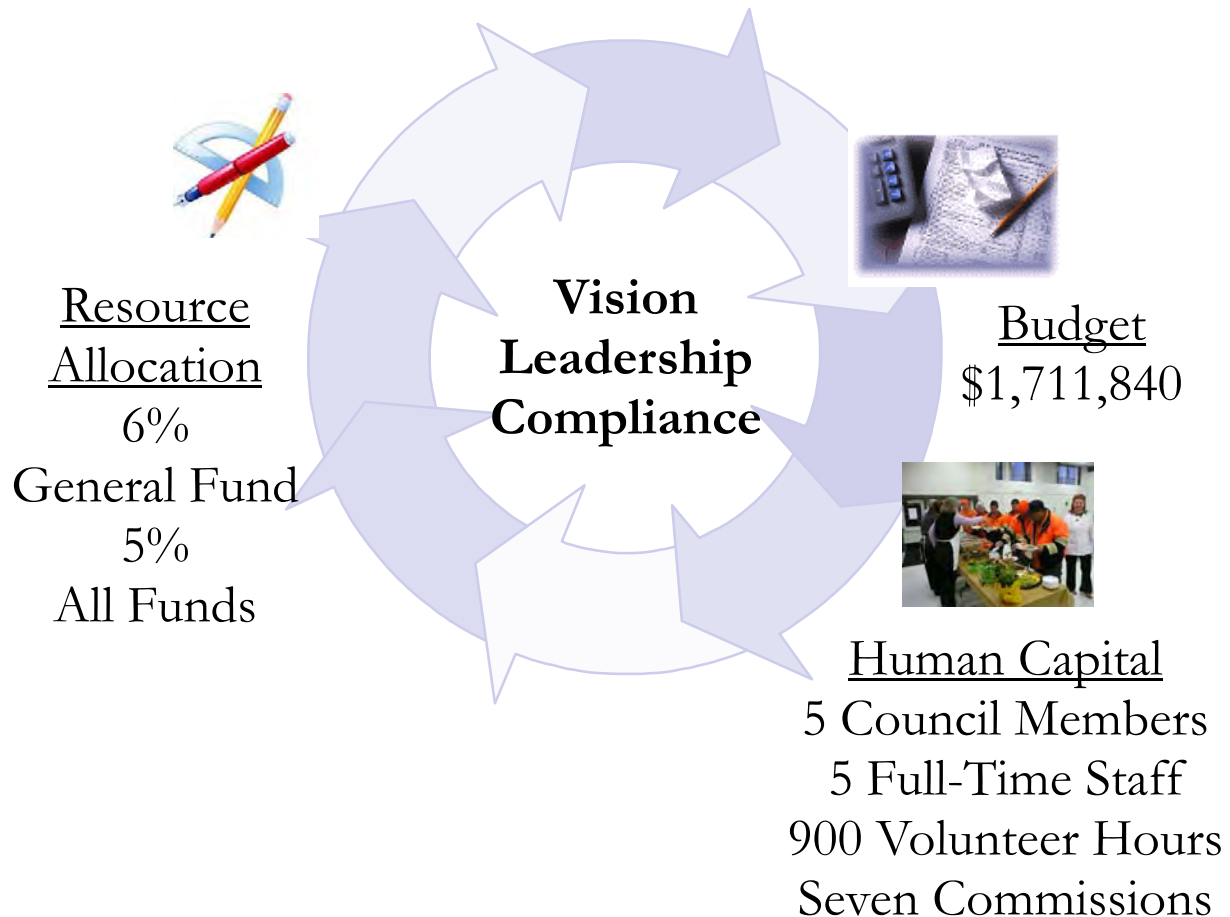 Vision
Leadership
Compliance
Resource
Allocation
6%
General Fund
5%
All Funds
Budget
$1,711,840
Human Capital
5 Council Members
5 Full-Time Staff
900 Volunteer Hours
Seven Commissions